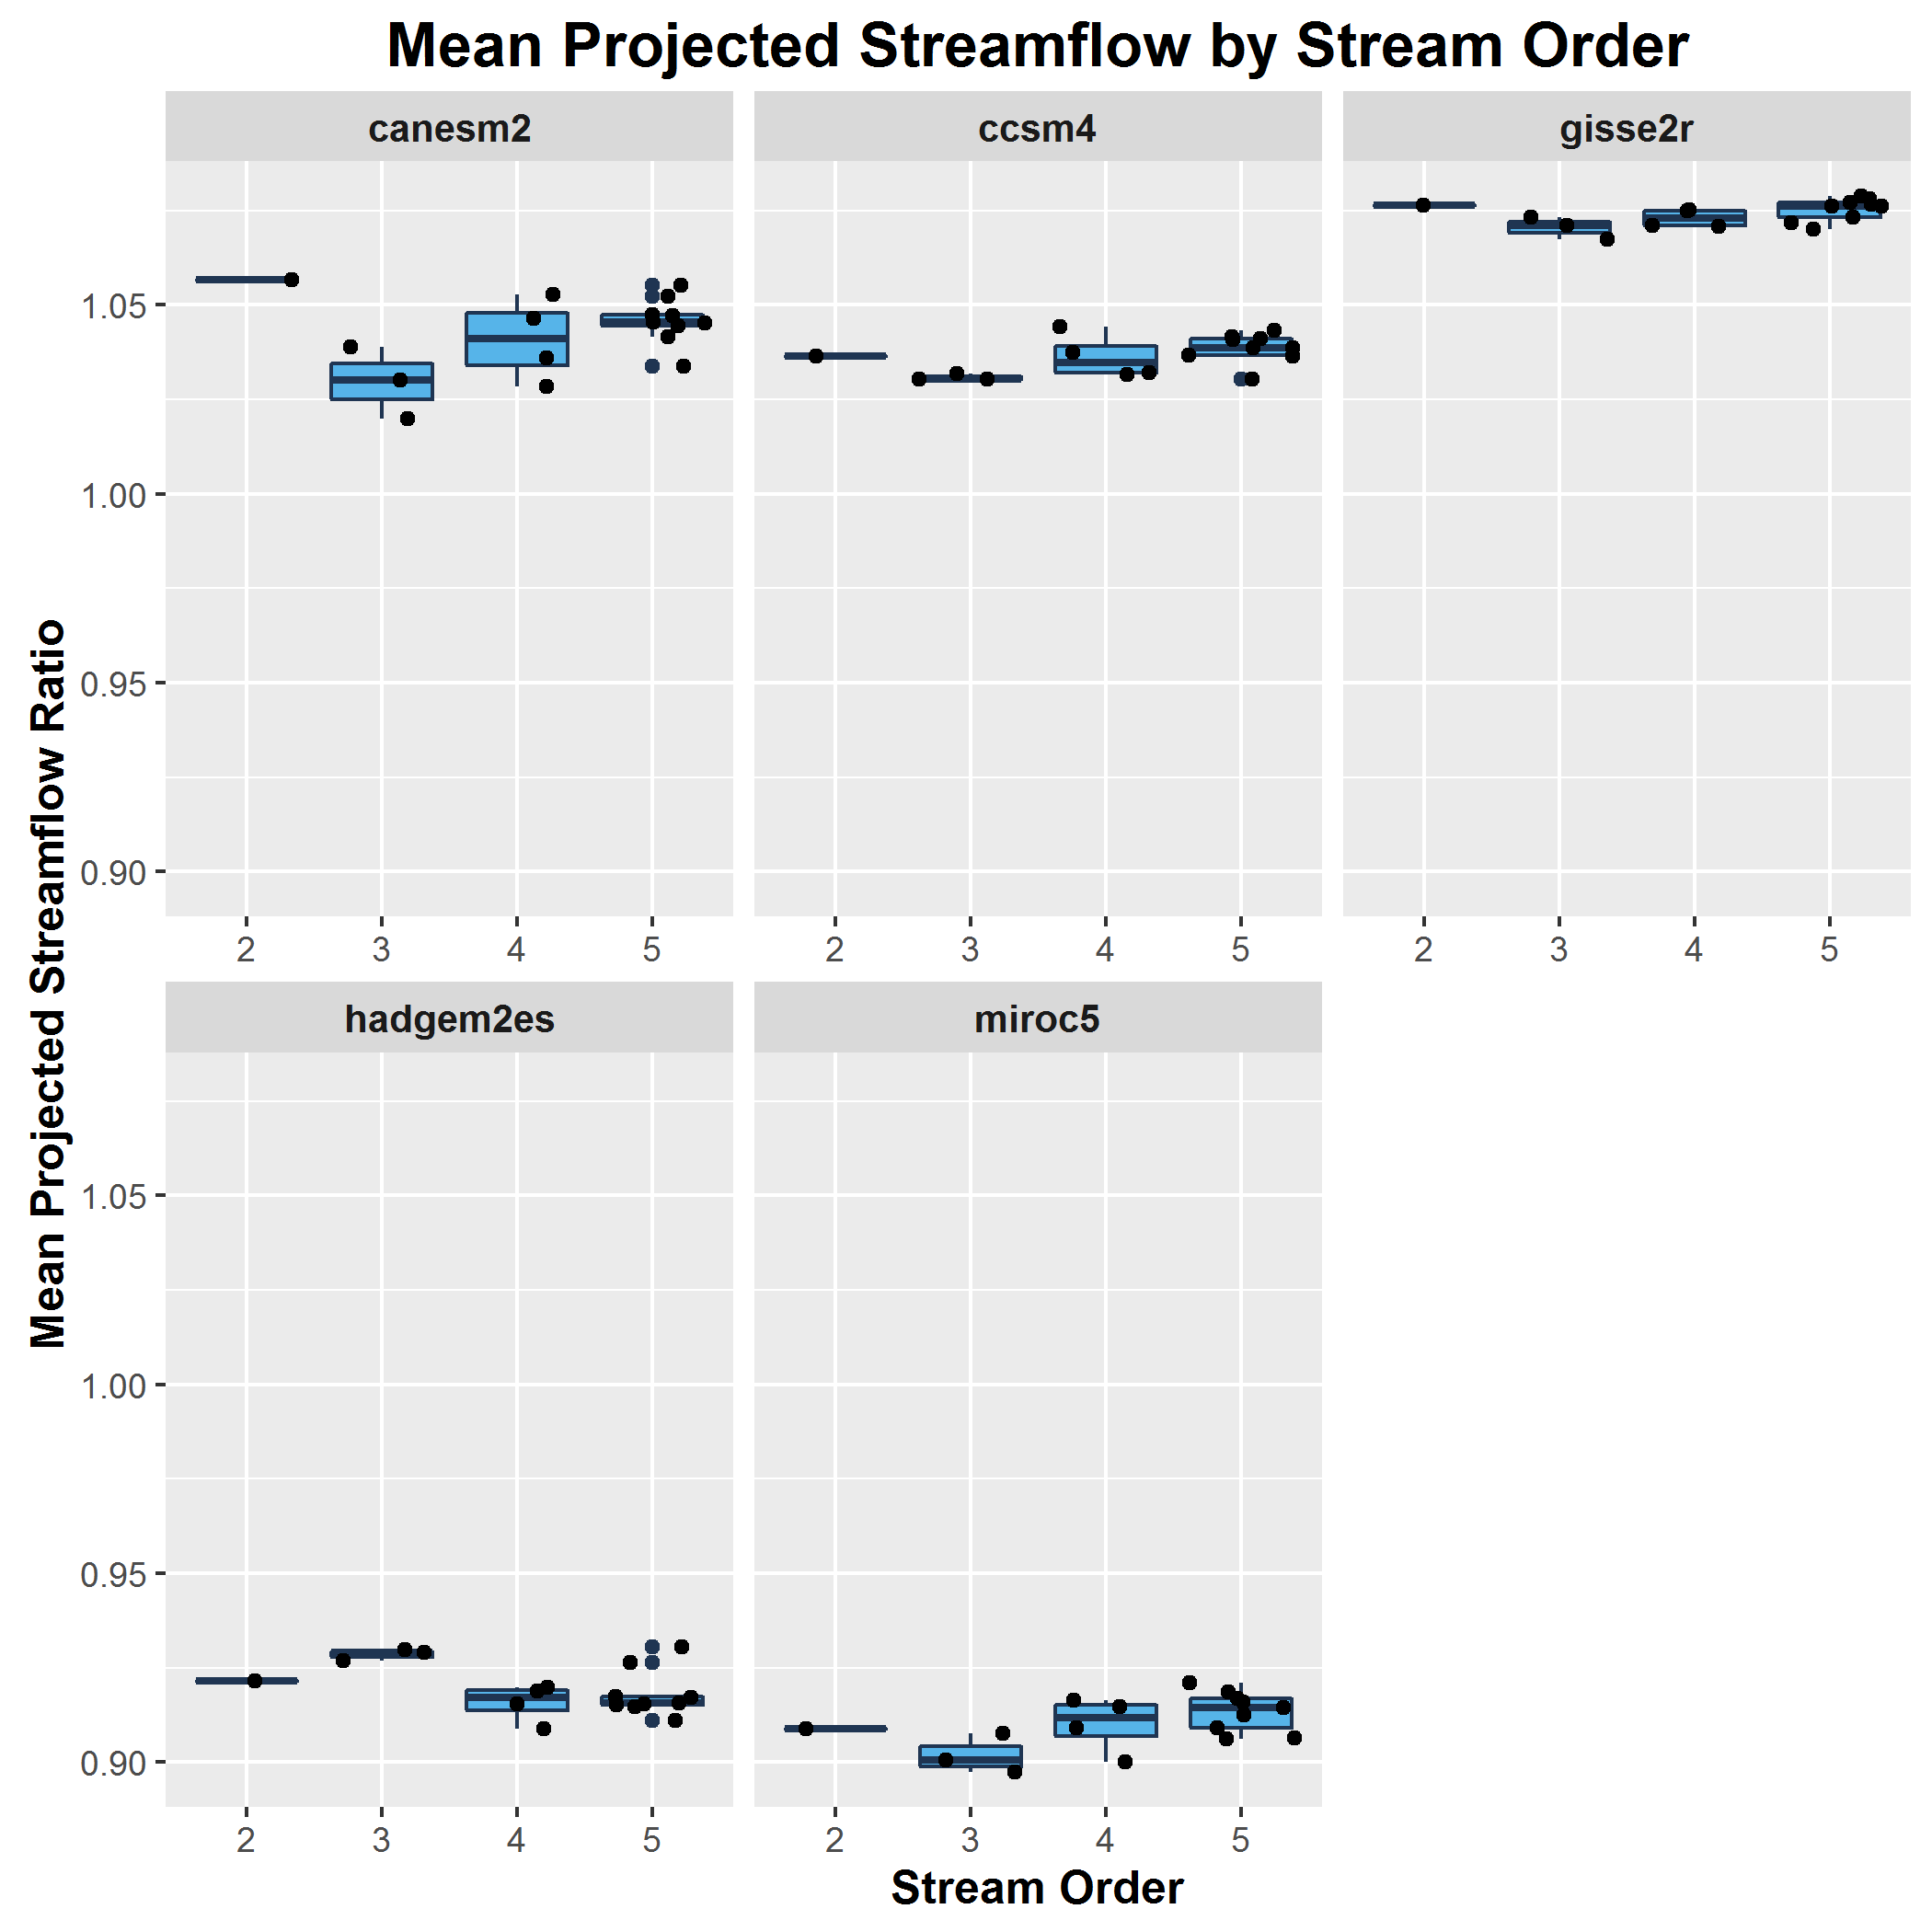 Mean Projected Streamflow by Stream Order
canesm2
ccsm4
gisse2r
Mean Projected Streamflow Ratio
1.05
1.00
0.95
0.90
2 3 4 5
2 3 4 5
2 3 4 5
hadgem2es
miroc5
1.05
1.00
0.95
0.90
2 3 4 5
2 3 4 5
Stream Order